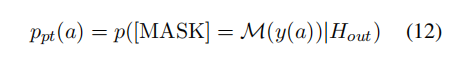 p_{pt}(a) = p([MASK] = \mathcal{M}(y(a))|H_{out}) (12)